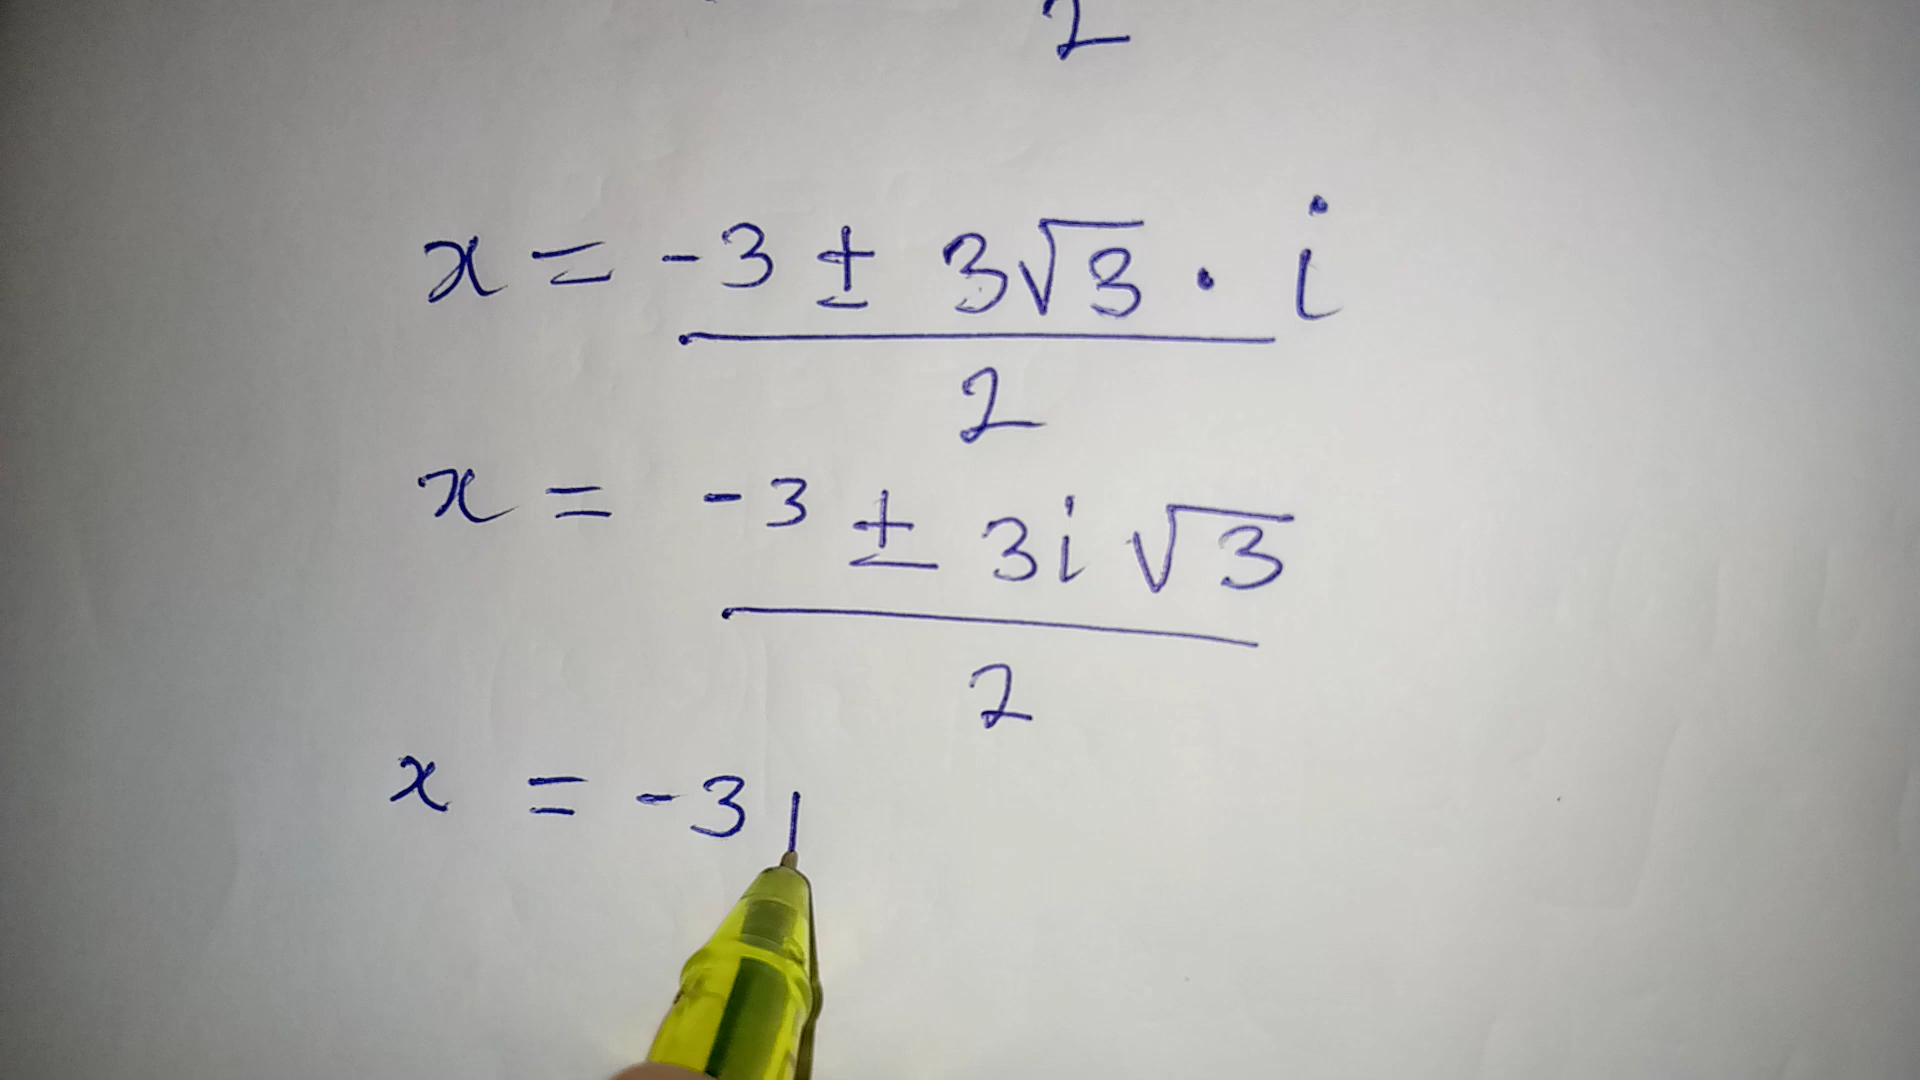 2
x = -3 ± 3√3 · i
2
x = -3 ± 3i √3
2
x = -3